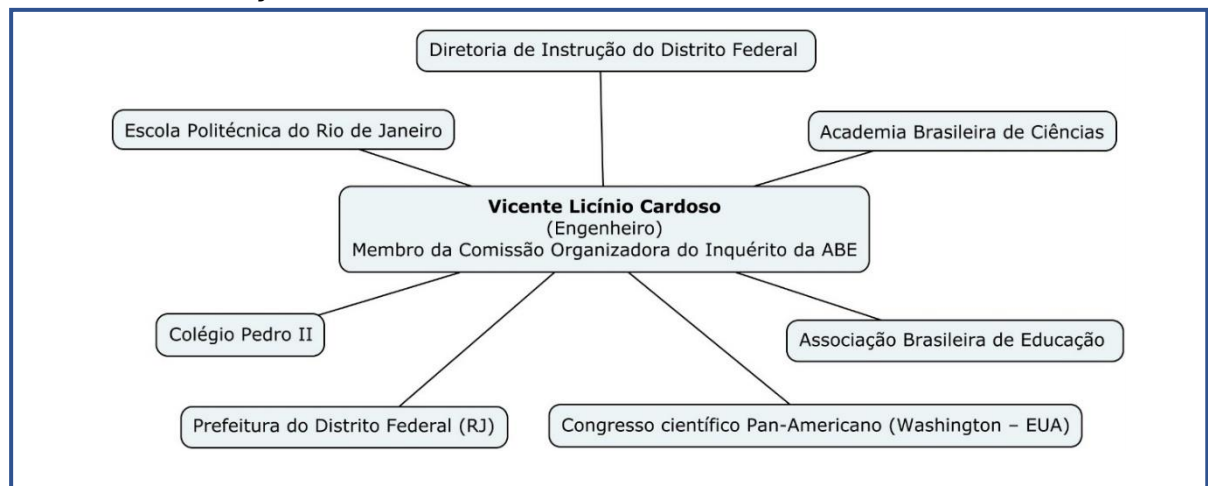 Diretoria de Instrução do Distrito Federal
Escola Politécnica do Rio de Janeiro
Academia Brasileira de Ciências
Vicente Licínio Cardoso
(Engenheiro)
Membro da Comissão Organizadora do Inquérito da ABE
Colégio Pedro II
Associação Brasileira de Educação
Prefeitura do Distrito Federal (RJ)
Congresso científico Pan-Americano (Washington – EUA)